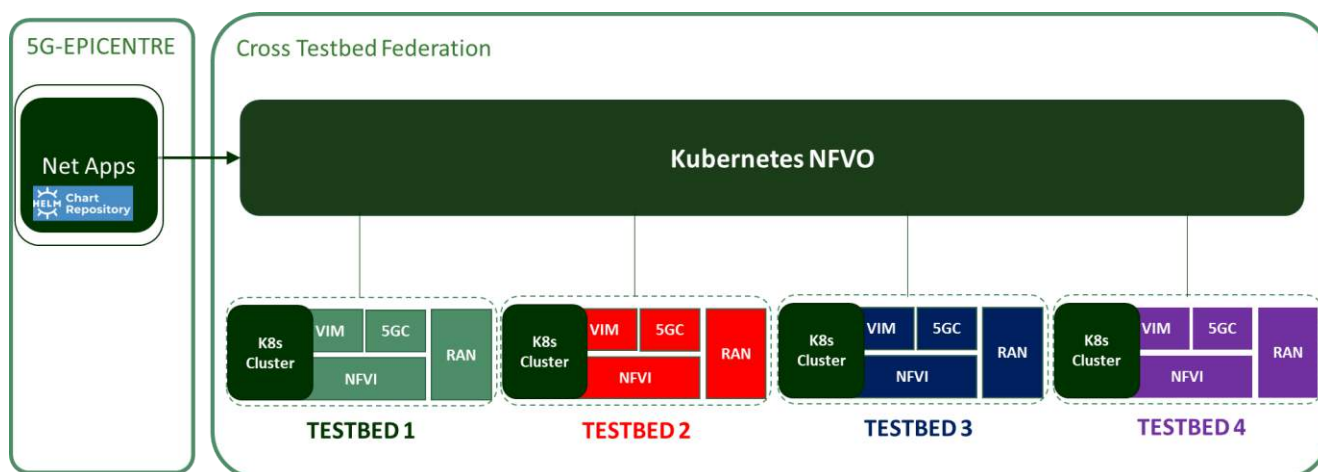 5G-EPICENTRE
Cross Testbed Federation
Net Apps
HELM
Chart
Repository
Kubernetes NFVO
K8s
Cluster
VIM
5GC
RAN
NFVI
TESTBED 1
K8s
Cluster
VIM
5GC
RAN
NFVI
TESTBED 2
K8s
Cluster
VIM
5GC
RAN
NFVI
TESTBED 3
K8s
Cluster
VIM
5GC
RAN
NFVI
TESTBED 4